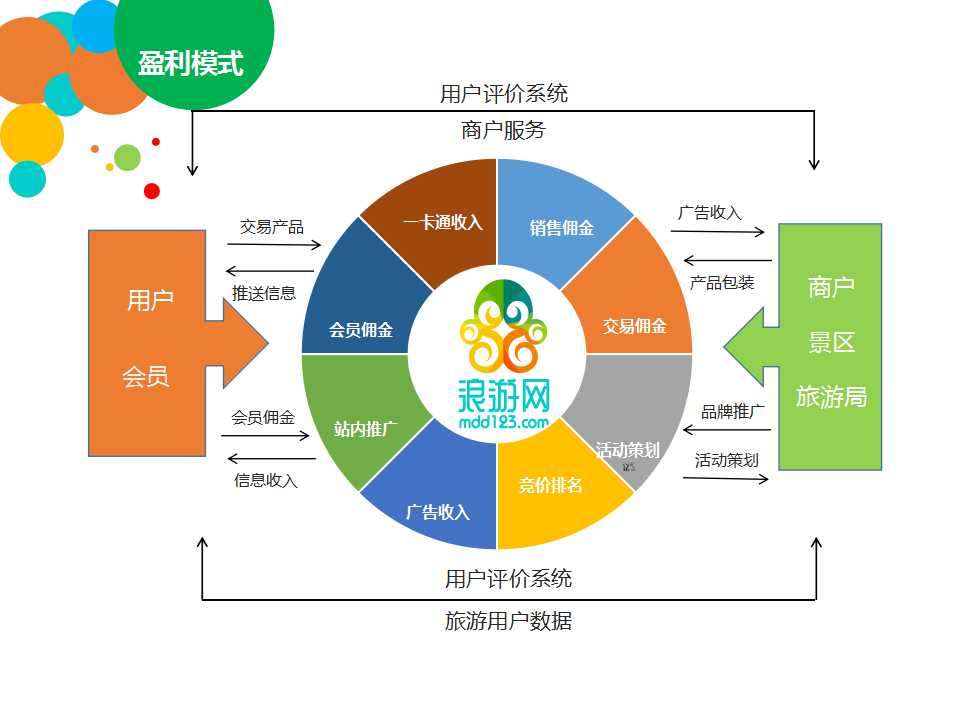 盈利模式
用户评价系统
商户服务
交易产品
推送信息
用户
会员
会员佣金
信息收入
一卡通收入
销售佣金
会员佣金
交易佣金
站内推广
活动策划
广告收入
竞价排名
浪游网
mdd123.com
广告收入
产品包装
商户
景区
旅游局
品牌推广
活动策划
用户评价系统
旅游用户数据